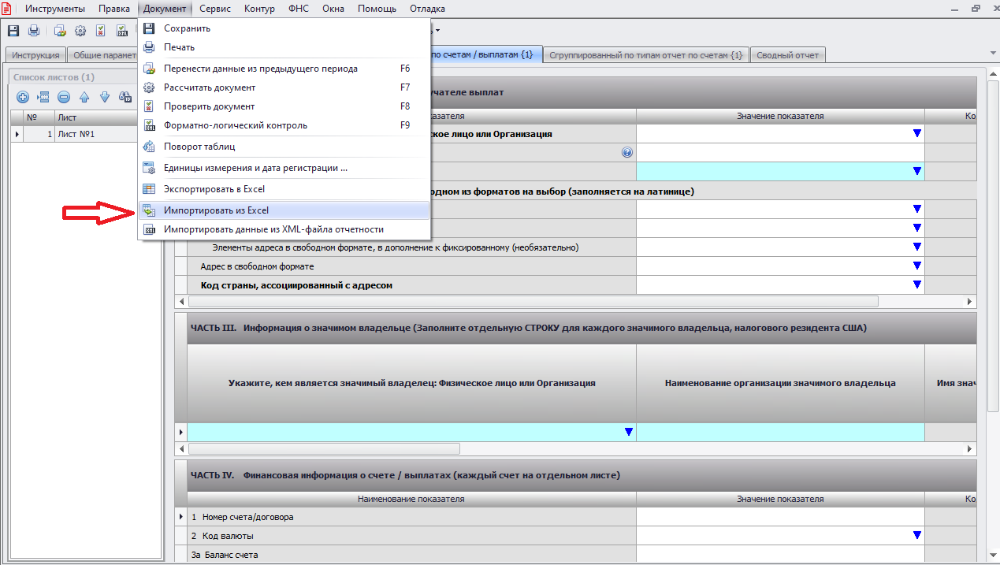 Инструменты Правка Документ Сервис Контур ФНС Окна Помощь Отладка
Сохранить
Печать
Перенести данные из предыдущего периода F6
Рассчитать документ F7
Проверить документ F8
Форматно-логический контроль F9
Поворот таблиц
Единицы измерения и дата регистрации ...
Экспортировать в Excel
Импортировать из Excel
Импортировать данные из XML-файла отчетности
Инструкция Общие парамет по счетам / выплатам {1} Сгруппированный по типам отчет по счетам {1} Сводный отчет
Список листов (1)
№ Лист
1 Лист №1
учателе выплат
казателя Значение показателя Ко
ское лицо или Организация
одном из форматов на выбор (заполняется на латинице)
Элементы адреса в свободном формате, в дополнение к фиксированному (необязательно)
Адрес в свободном формате
Код страны, ассоциированный с адресом
ЧАСТЬ III. Информация о значимом владельце (Заполните отдельную СТРОКУ для каждого значимого владельца, налогового резидента США)
Укажите, кем является значимый владелец: Физическое лицо или Организация Наименование организации значимого владельца Имя знач
ЧАСТЬ IV. Финансовая информация о счете / выплатах (каждый счет на отдельном листе)
Наименование показателя Значение показателя Ко
1 Номер счета/договора
2 Код валюты
3а Баланс счета